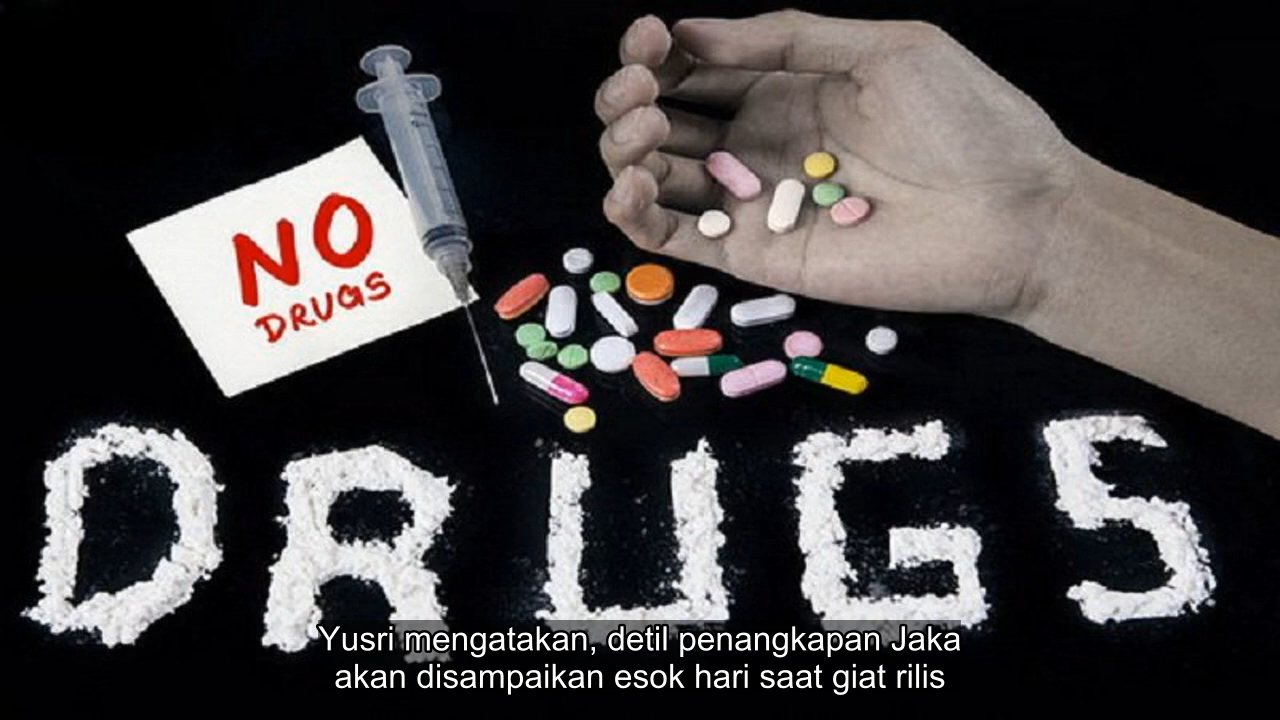 NO
DRUGS
DRUGS
Yusri mengatakan, detil penangkapan Jaka
akan disampaikan esok hari saat giat rilis